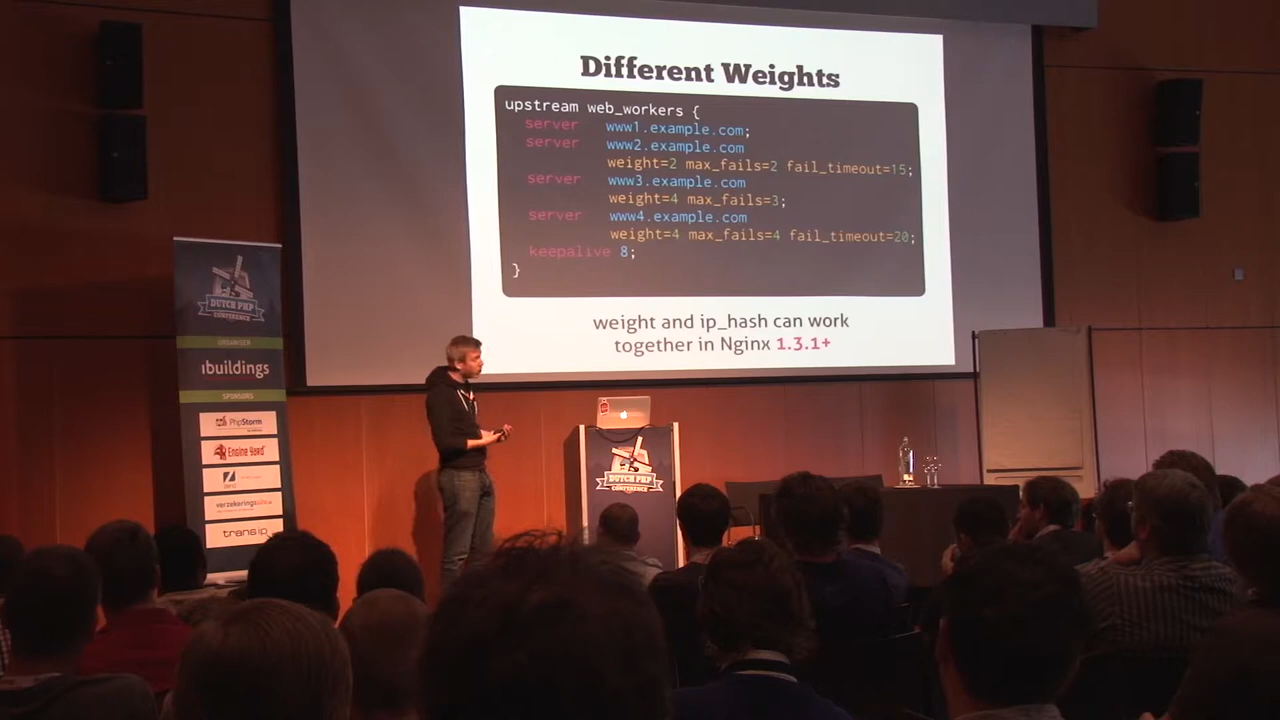 Different Weights
upstream web_workers {
server www1.example.com;
server www2.example.com
weight=2 max_fails=2 fail_timeout=15;
server www3.example.com
weight=4 max_fails=3;
server www4.example.com
weight=4 max_fails=4 fail_timeout=20;
keepalive 8;
}
weight and ip_hash can work
together in Nginx 1.3.1+
DUTCH PHP
CONFERENCE
ORGANISER
ibuildings
SPONSORS
PhpStorm
Engine Yard
transip
DUTCH PHP
CONFERENCE